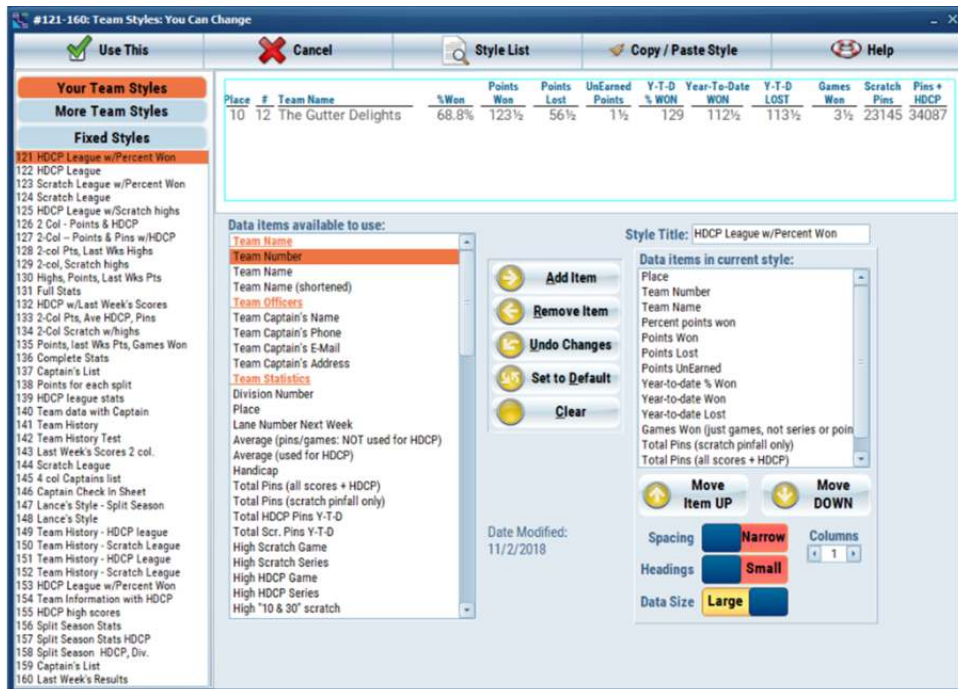 #121-160: Team Styles: You Can Change
Use This
Cancel
Style List
Copy / Paste Style
Help
Your Team Styles
More Team Styles
Fixed Styles
121 HDCP League w/Percent Won
122 HDCP League
123 Scratch League w/Percent Won
124 Scratch League
125 HDCP League w/Scratch highs
126 2 Col - Points & HDCP
127 2-Col -- Points & Pins w/HDCP
128 2-col Pts, Last Wks Highs
129 2-col, Scratch highs
130 Highs, Points, Last Wks Pts
131 Full Stats
132 HDCP w/Last Week's Scores
133 2-Col Pts, Ave HDCP, Pins
134 2-Col Scratch w/highs
135 Points, last Wks Pts, Games Won
136 Complete Stats
137 Captain's List
138 Points for each split
139 HDCP league stats
140 Team data with Captain
141 Team History
142 Team History Test
143 Last Week's Scores 2 col.
144 Scratch League
145 4 col Captains list
146 Captain Check In Sheet
147 Lance's Style - Split Season
148 Lance's Style
149 Team History - HDCP league
150 Team History - Scratch League
151 Team History - HDCP League
152 Team History - Scratch League
153 HDCP League w/Percent Won
154 Team Information with HDCP
155 HDCP high scores
156 Split Season Stats
157 Split Season Stats HDCP
158 Split Season HDCP, Div.
159 Captain's List
160 Last Week's Results
Points Points UnEarned Y-T-D Year-To-Date Y-T-D Games Scratch Pins +
Place # Team Name %Won Won Lost Points % WON WON LOST Won Pins HDCP
10 12 The Gutter Delights 68.8% 123½ 56½ 1½ 129 112½ 113½ 3½ 23145 34087
Data items available to use:
Team Name
Team Number
Team Name
Team Name (shortened)
Team Officers
Team Captain's Name
Team Captain's Phone
Team Captain's E-Mail
Team Captain's Address
Team Statistics
Division Number
Place
Lane Number Next Week
Average (pins/games: NOT used for HDCP)
Average (used for HDCP)
Handicap
Total Pins (all scores + HDCP)
Total Pins (scratch pinfall only)
Total HDCP Pins Y-T-D
Total Scr. Pins Y-T-D
High Scratch Game
High Scratch Series
High HDCP Game
High HDCP Series
High "10 & 30" scratch
Add Item
Remove Item
Undo Changes
Set to Default
Clear
Date Modified:
11/2/2018
Style Title: HDCP League w/Percent Won
Data items in current style:
Place
Team Number
Team Name
Percent points won
Points Won
Points Lost
Points UnEarned
Year-to-date % Won
Year-to-date Won
Year-to-date Lost
Games Won (just games, not series or poin
Total Pins (scratch pinfall only)
Total Pins (all scores + HDCP)
Move Item UP
Move DOWN
Spacing Narrow
Columns
1
Headings Small
Data Size Large